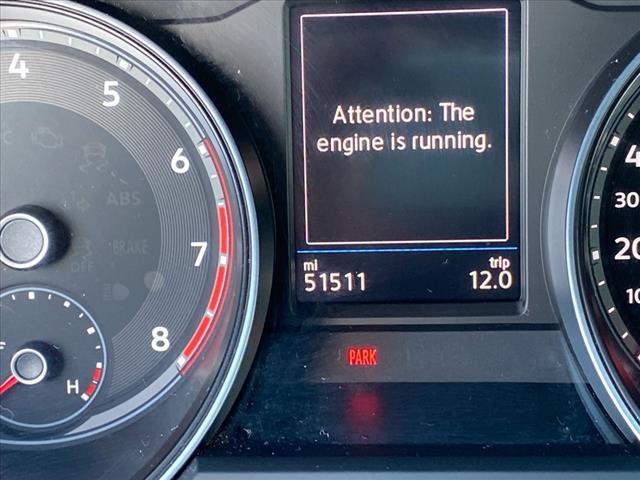 4
5
6
7
8
ABS
BRAKE
OFF
H
Attention: The
engine is running.
mi trip
51511 12.0
PARK
30
20
10